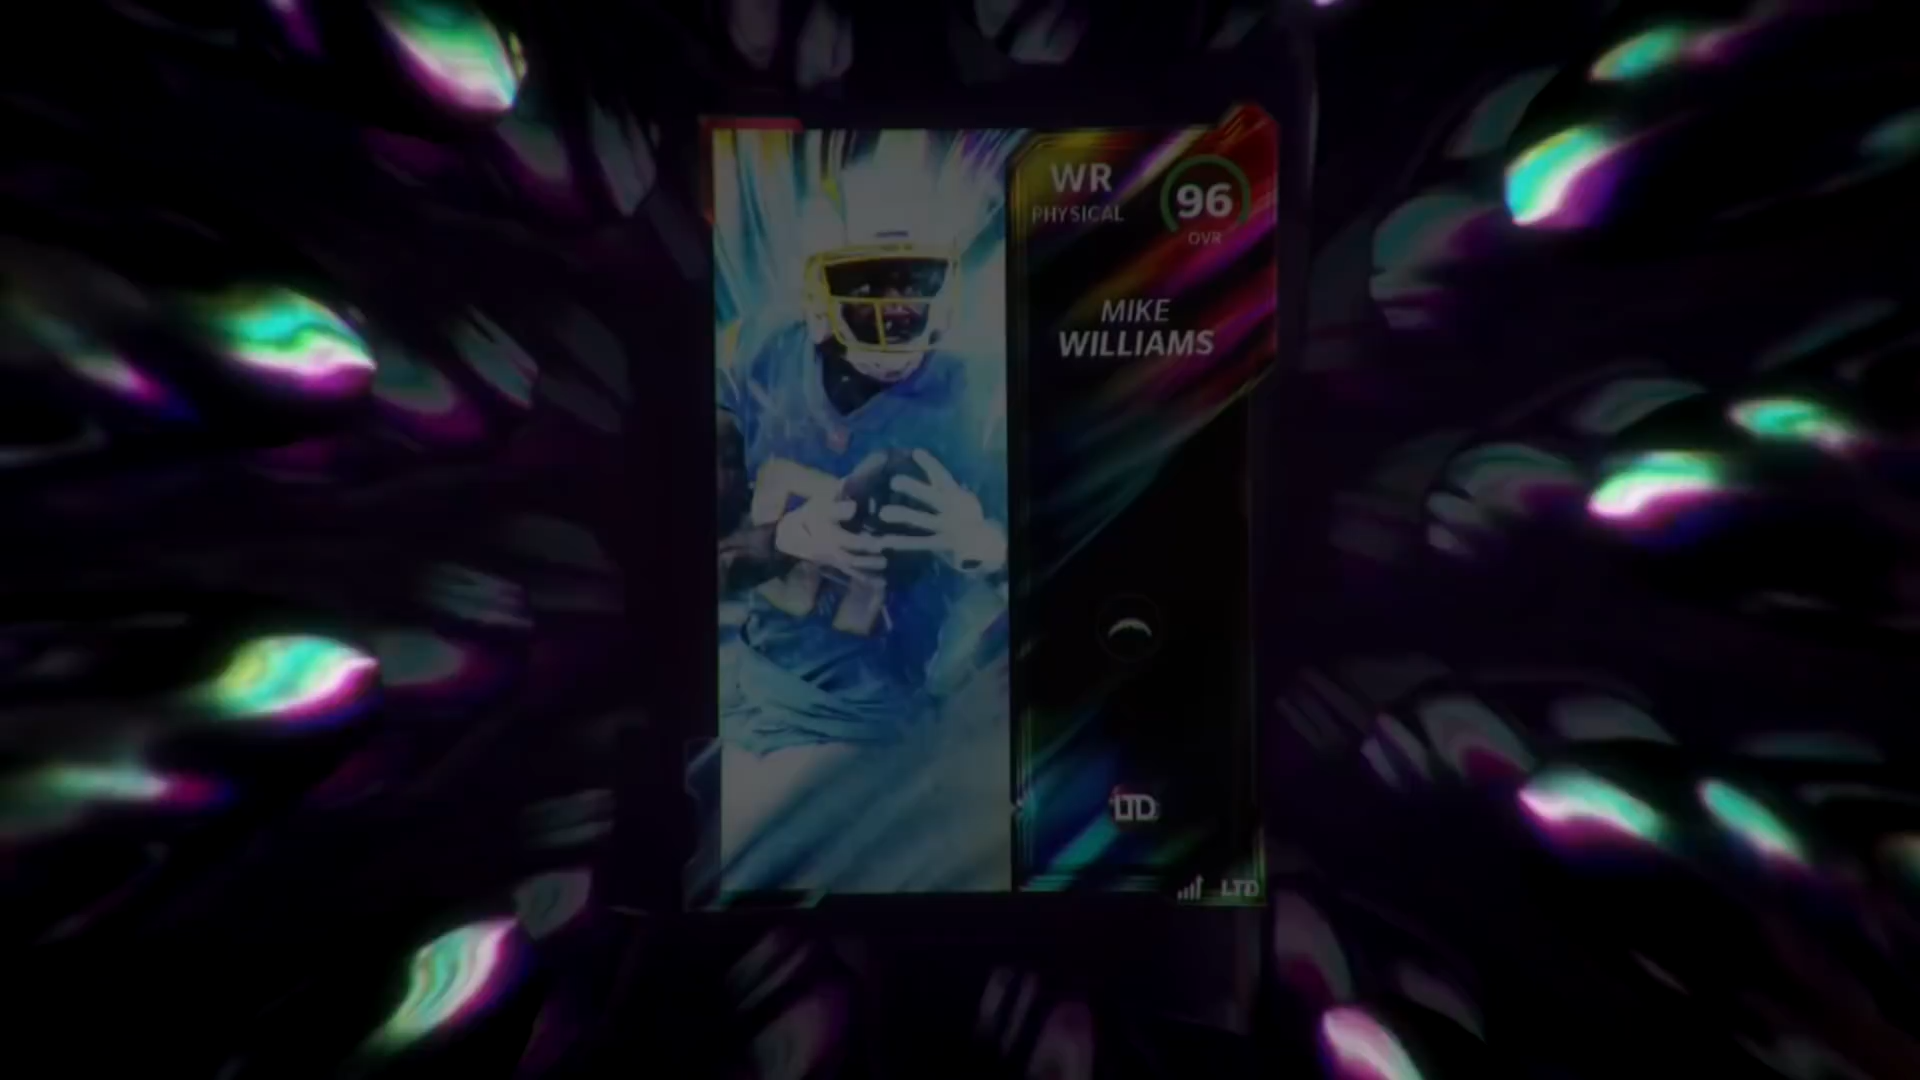 WR
PHYSICAL
96
OVR
MIKE
WILLIAMS
LTD
LTD